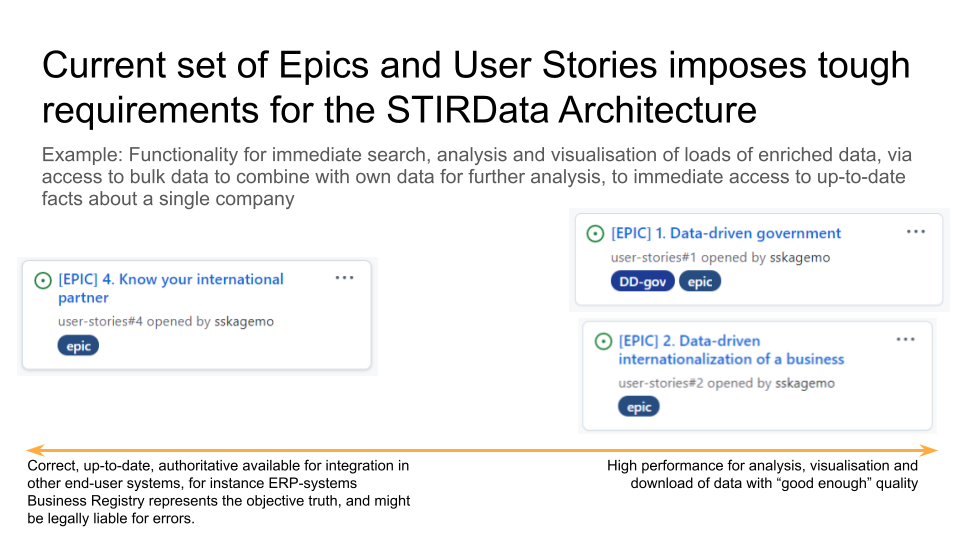 Current set of Epics and User Stories imposes tough
requirements for the STIRData Architecture
Example: Functionality for immediate search, analysis and visualisation of loads of enriched data, via
access to bulk data to combine with own data for further analysis, to immediate access to up-to-date
facts about a single company
[EPIC] 4. Know your international
partner
user-stories#4 opened by sskagemo
epic
[EPIC] 1. Data-driven government
user-stories#1 opened by sskagemo
DD-gov epic
[EPIC] 2. Data-driven
internationalization of a business
user-stories#2 opened by sskagemo
epic
Correct, up-to-date, authoritative available for integration in
other end-user systems, for instance ERP-systems
Business Registry represents the objective truth, and might
be legally liable for errors.
High performance for analysis, visualisation and
download of data with “good enough” quality